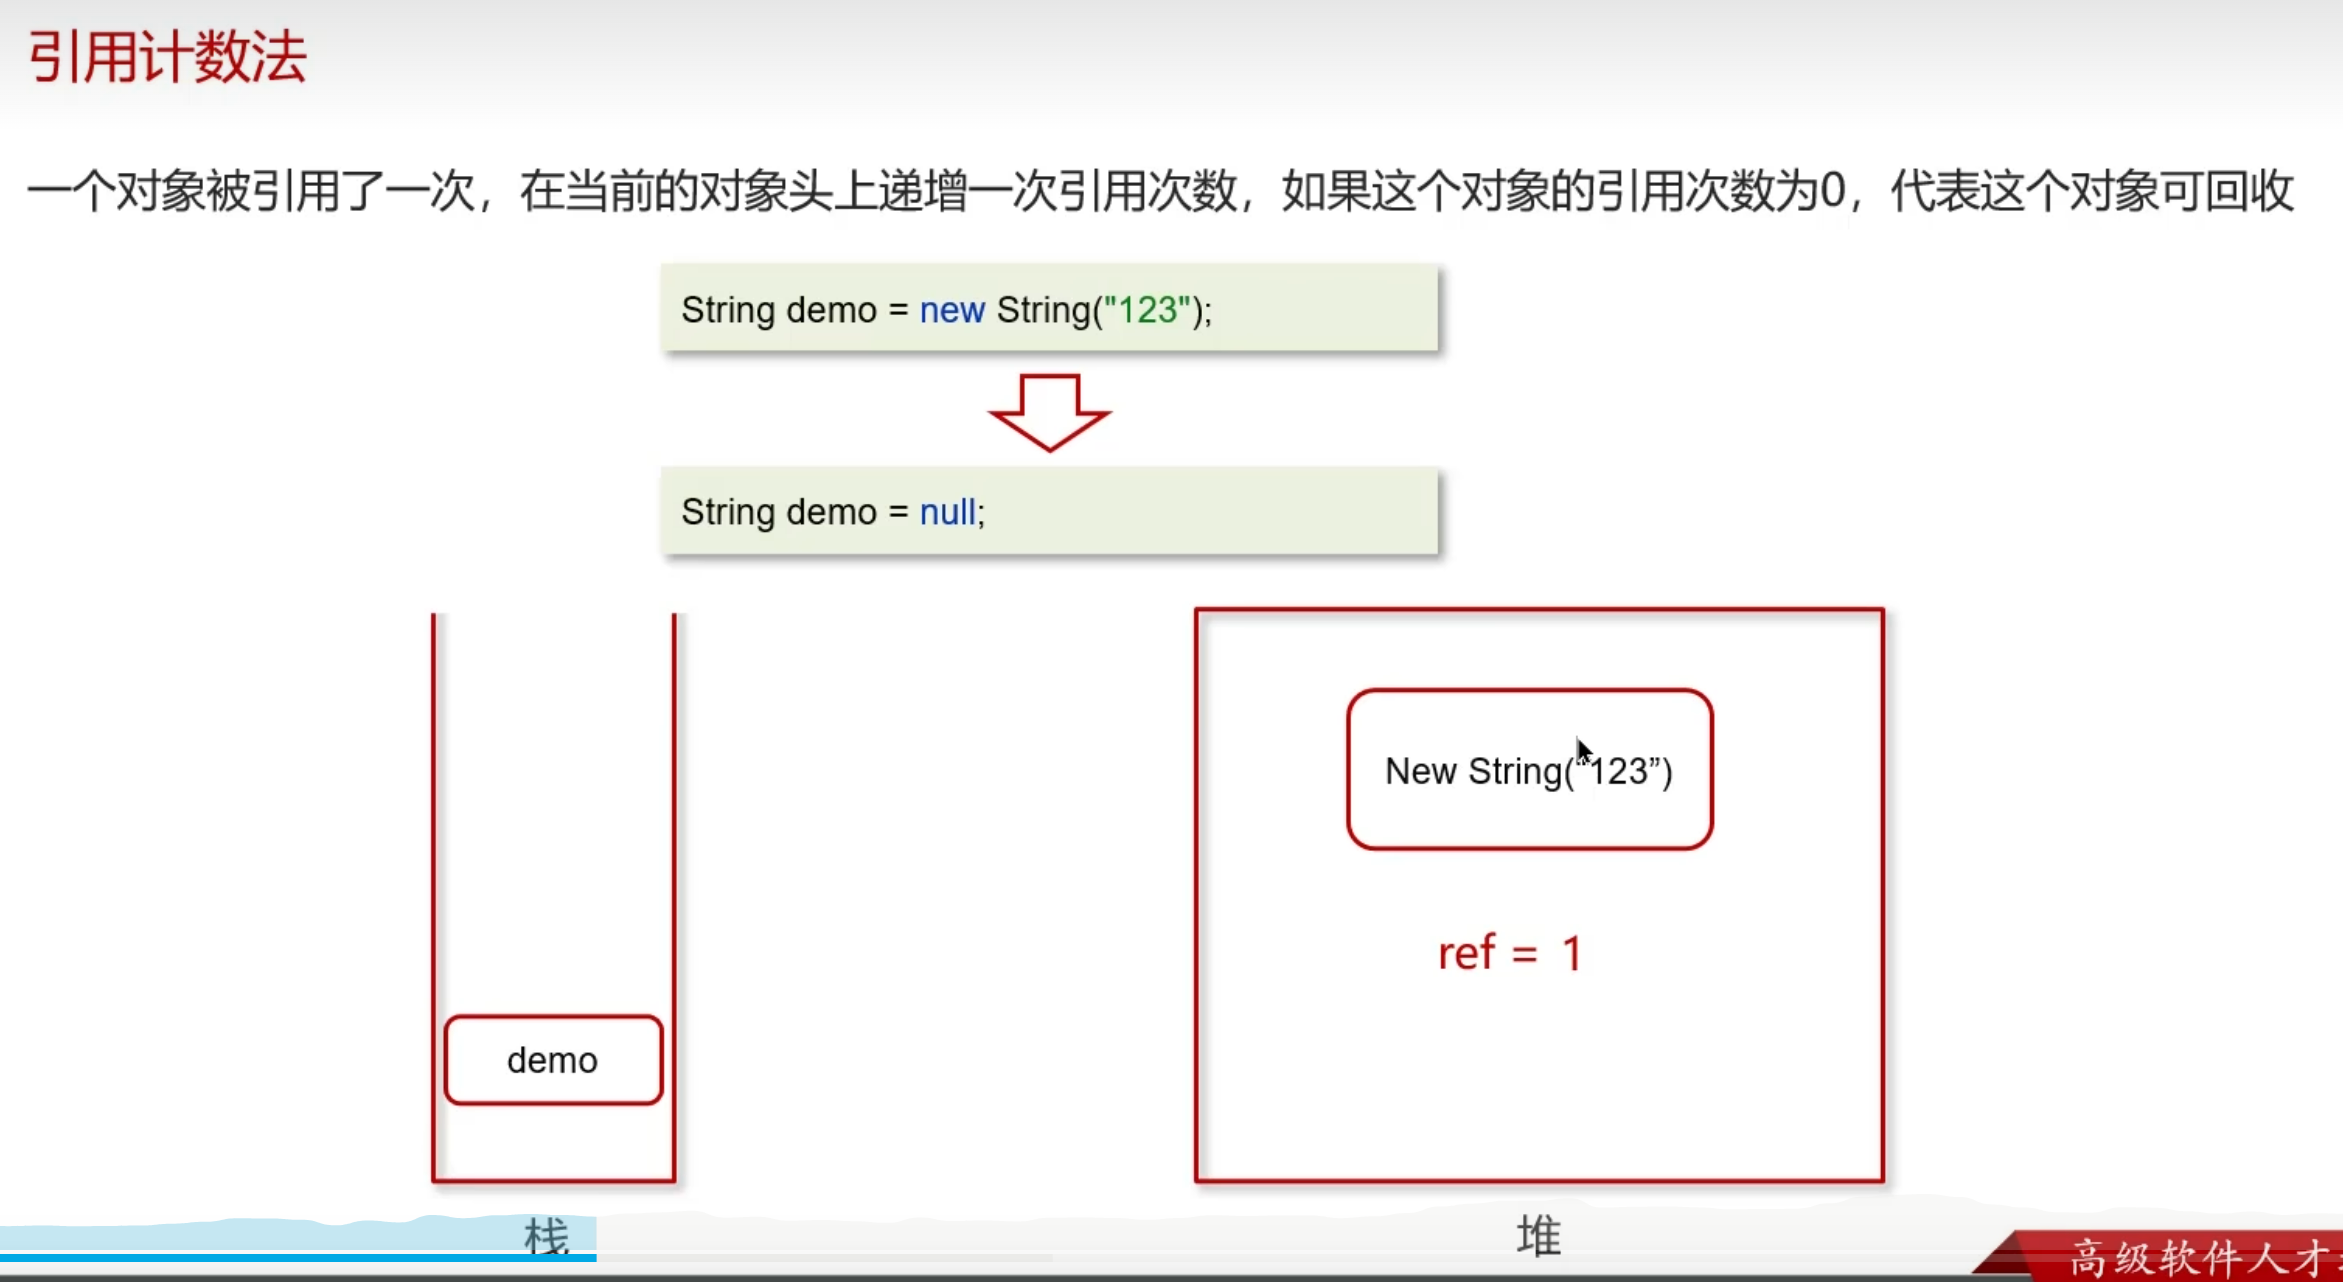 引用计数法
一个对象被引用了一次，在当前的对象头上递增一次引用次数，如果这个对象的引用次数为0，代表这个对象可回收
String demo = new String("123");
String demo = null;
New String(“123”)
ref = 1
demo
栈
堆
高级软件人才